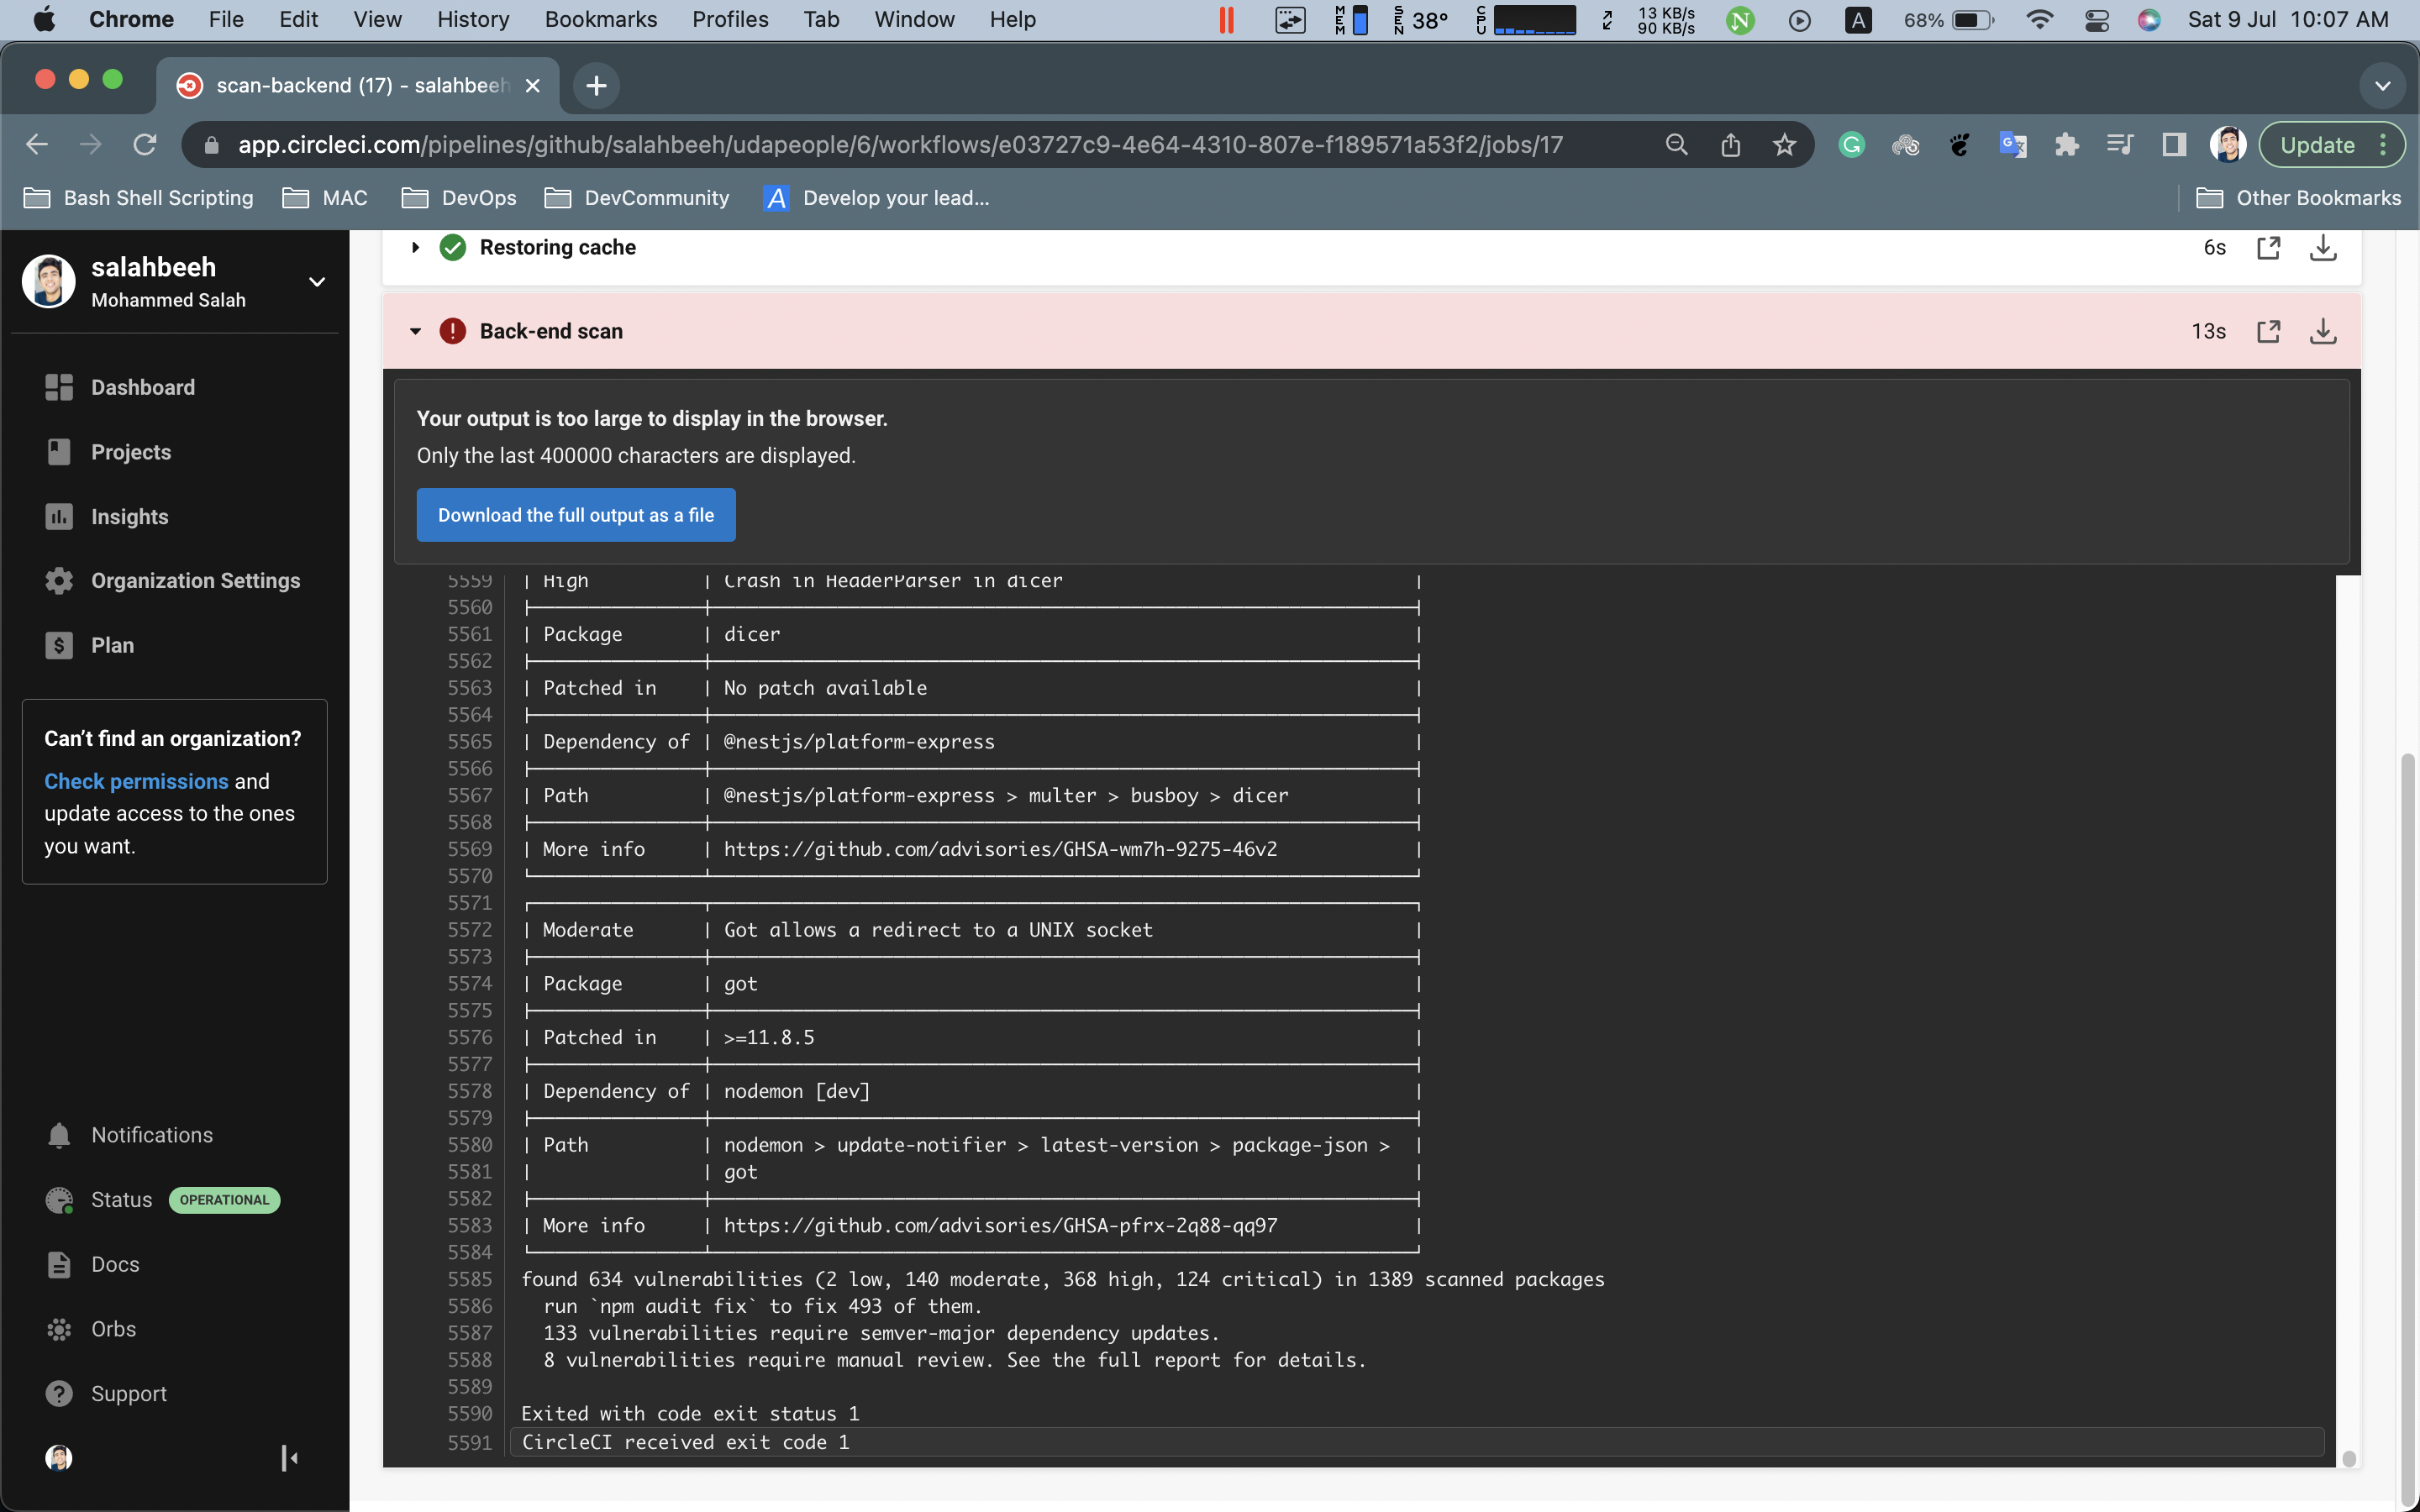 Chrome File Edit View History Bookmarks Profiles Tab Window Help MEM SEN 38° CPU 13 KB/s 90 KB/s N A 68% Sat 9 Jul 10:07 AM
scan-backend (17) - salahbeeh
app.circleci.com/pipelines/github/salahbeeh/udapeople/6/workflows/e03727c9-4e64-4310-807e-f189571a53f2/jobs/17 Update
Bash Shell Scripting MAC DevOps DevCommunity Develop your lead... Other Bookmarks
salahbeeh
Mohammed Salah
Dashboard
Projects
Insights
Organization Settings
Plan
Can't find an organization?
Check permissions and
update access to the ones
you want.
Notifications
Status OPERATIONAL
Docs
Orbs
Support
Restoring cache 6s
Back-end scan 13s
Your output is too large to display in the browser.
Only the last 400000 characters are displayed.
Download the full output as a file
5559 | High | Crash in HeaderParser in dicer |
5560
5561 | Package | dicer |
5562
5563 | Patched in | No patch available |
5564
5565 | Dependency of | @nestjs/platform-express |
5566
5567 | Path | @nestjs/platform-express > multer > busboy > dicer |
5568
5569 | More info | https://github.com/advisories/GHSA-wm7h-9275-46v2 |
5570
5571
5572 | Moderate | Got allows a redirect to a UNIX socket |
5573
5574 | Package | got |
5575
5576 | Patched in | >=11.8.5 |
5577
5578 | Dependency of | nodemon [dev] |
5579
5580 | Path | nodemon > update-notifier > latest-version > package-json > |
5581 | | got |
5582
5583 | More info | https://github.com/advisories/GHSA-pfrx-2q88-qq97 |
5584
5585 found 634 vulnerabilities (2 low, 140 moderate, 368 high, 124 critical) in 1389 scanned packages
5586 run `npm audit fix` to fix 493 of them.
5587 133 vulnerabilities require semver-major dependency updates.
5588 8 vulnerabilities require manual review. See the full report for details.
5589
5590 Exited with code exit status 1
5591 CircleCI received exit code 1